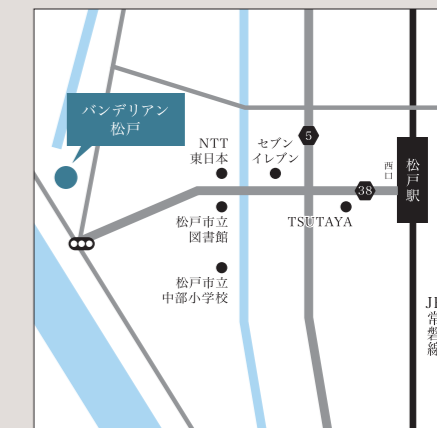 バンデリアン
松戸
5
NTT
東日本
セブン
イレブン
西口
松戸駅
38
松戸市立
図書館
TSUTAYA
松戸市立
中部小学校
JR
常磐線